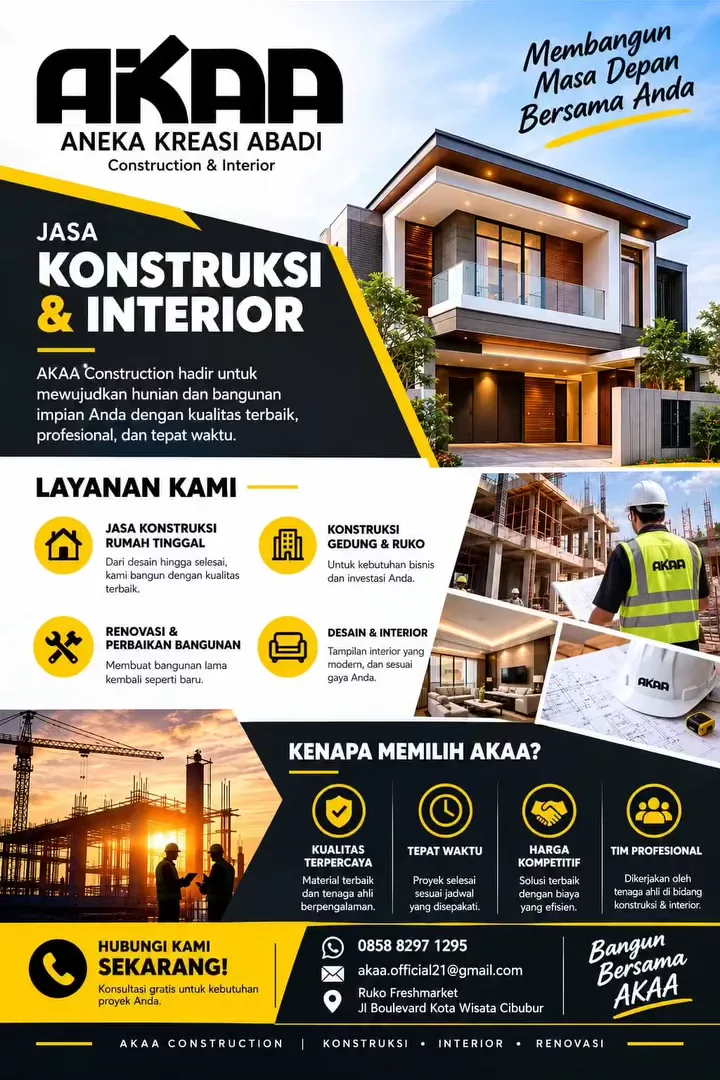 AKAA
ANEKA KREASI ABADI
Construction & Interior
Membangun
Masa Depan
Bersama Anda
JASA
KONSTRUKSI
& INTERIOR
AKAA Construction hadir untuk
mewujudkan hunian dan bangunan
impian Anda dengan kualitas terbaik,
profesional, dan tepat waktu.
LAYANAN KAMI
JASA KONSTRUKSI
RUMAH TINGGAL
Dari desain hingga selesai,
kami bangun dengan kualitas
terbaik.
KONSTRUKSI
GEDUNG & RUKO
Untuk kebutuhan bisnis
dan investasi Anda.
RENOVASI &
PERBAIKAN BANGUNAN
Membuat bangunan lama
kembali seperti baru.
DESAIN & INTERIOR
Tampilan interior yang
modern, dan sesuai
gaya Anda.
AKAA
AKAA
KENAPA MEMILIH AKAA?
KUALITAS
TERPERCAYA
Material terbaik
dan tenaga ahli
berpengalaman.
TEPAT WAKTU
Proyek selesai
sesuai jadwal
yang disepakati.
HARGA
KOMPETITIF
Solusi terbaik
dengan biaya
yang efisien.
TIM PROFESIONAL
Dikerjakan oleh
tenaga ahli di bidang
konstruksi & interior.
HUBUNGI KAMI
SEKARANG!
Konsultasi gratis untuk kebutuhan
proyek Anda.
0858 8297 1295
akaa.official21@gmail.com
Ruko Freshmarket
Jl Boulevard Kota Wisata Cibubur
Bangun
Bersama
AKAA
AKAA CONSTRUCTION | KONSTRUKSI • INTERIOR • RENOVASI